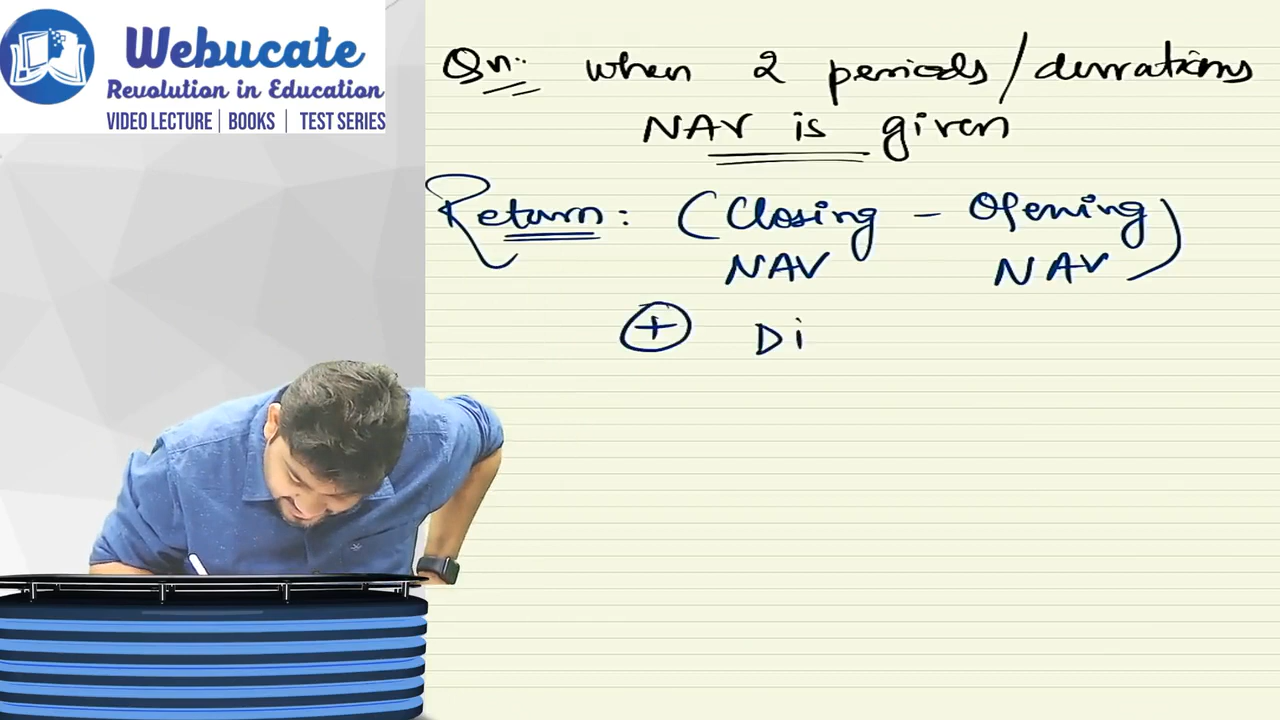 Webucate
Revolution in Education
VIDEO LECTURE | BOOKS | TEST SERIES
Qn:- when 2 periods/durrations
NAV is given
Return: (Closing - Opening
NAV NAV)
+ Di